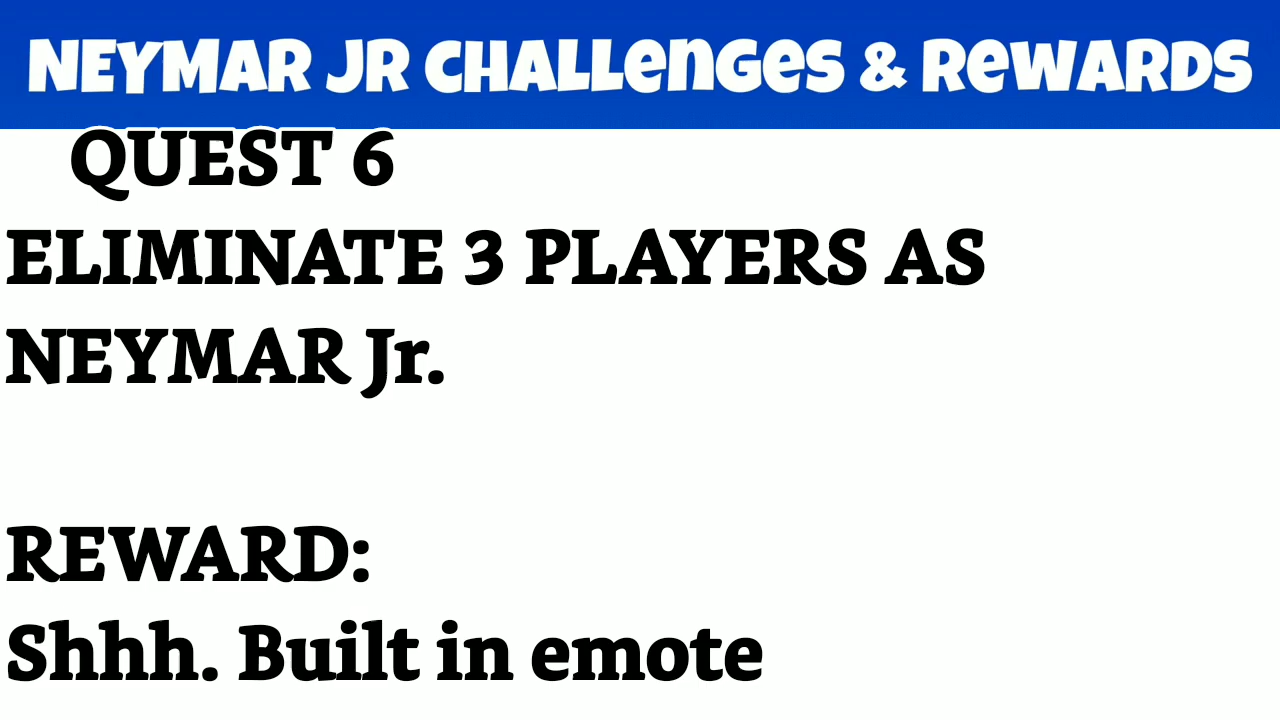 NEYMAR JR CHALLENGES & REWARDS
QUEST 6
ELIMINATE 3 PLAYERS AS
NEYMAR Jr.
REWARD:
Shhh. Built in emote